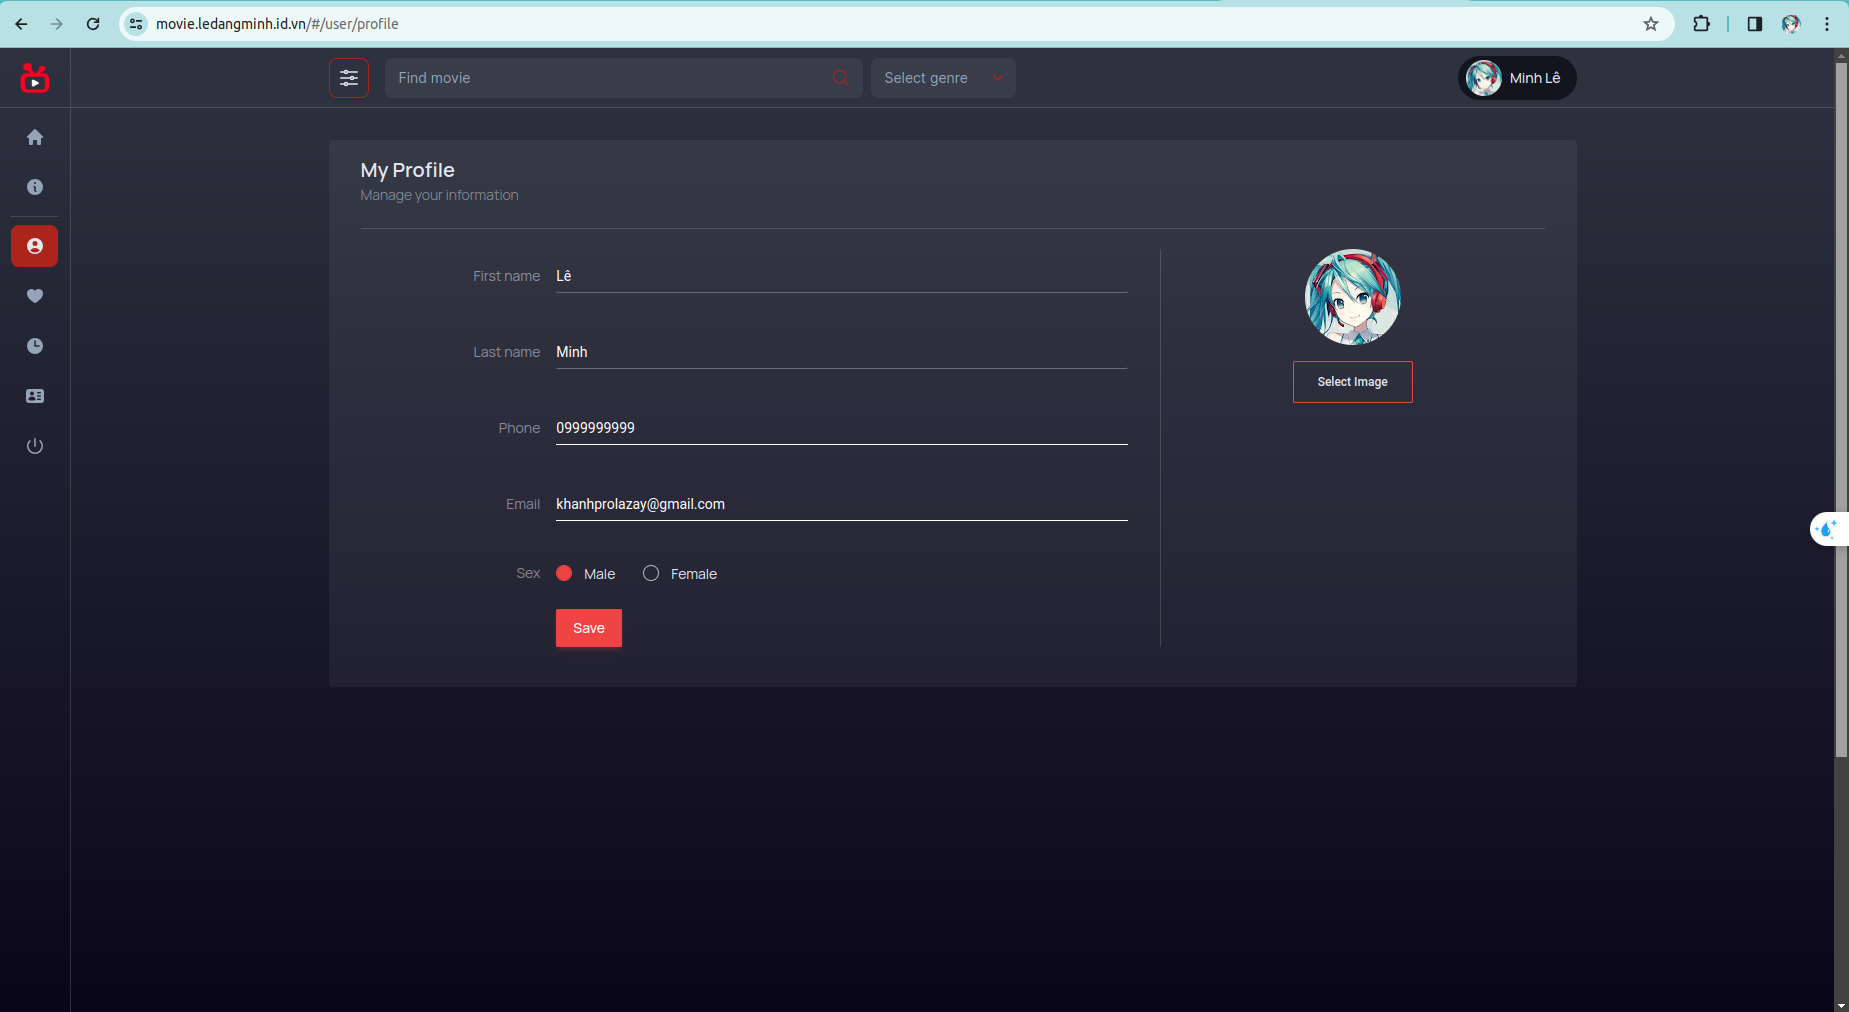 movie.ledangminh.id.vn/#/user/profile
Find movie
Select genre
Minh Lê
My Profile
Manage your information
First name Lê
Last name Minh
Phone 0999999999
Email khanhprolazay@gmail.com
Sex Male Female
Save
Select Image